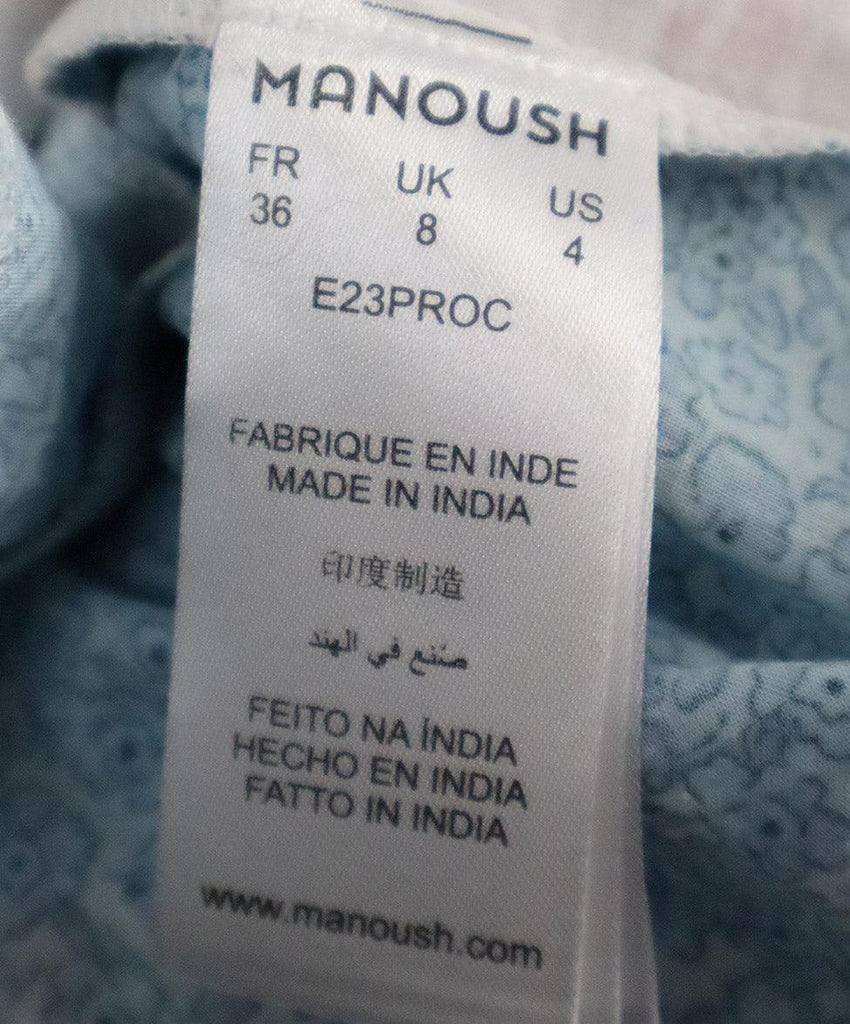 MANOUSH
FR UK US
36 8 4
E23PROC
FABRIQUE EN INDE
MADE IN INDIA
印度制造
صنع في الهند
FEITO NA ÍNDIA
HECHO EN INDIA
FATTO IN INDIA
www.manoush.com